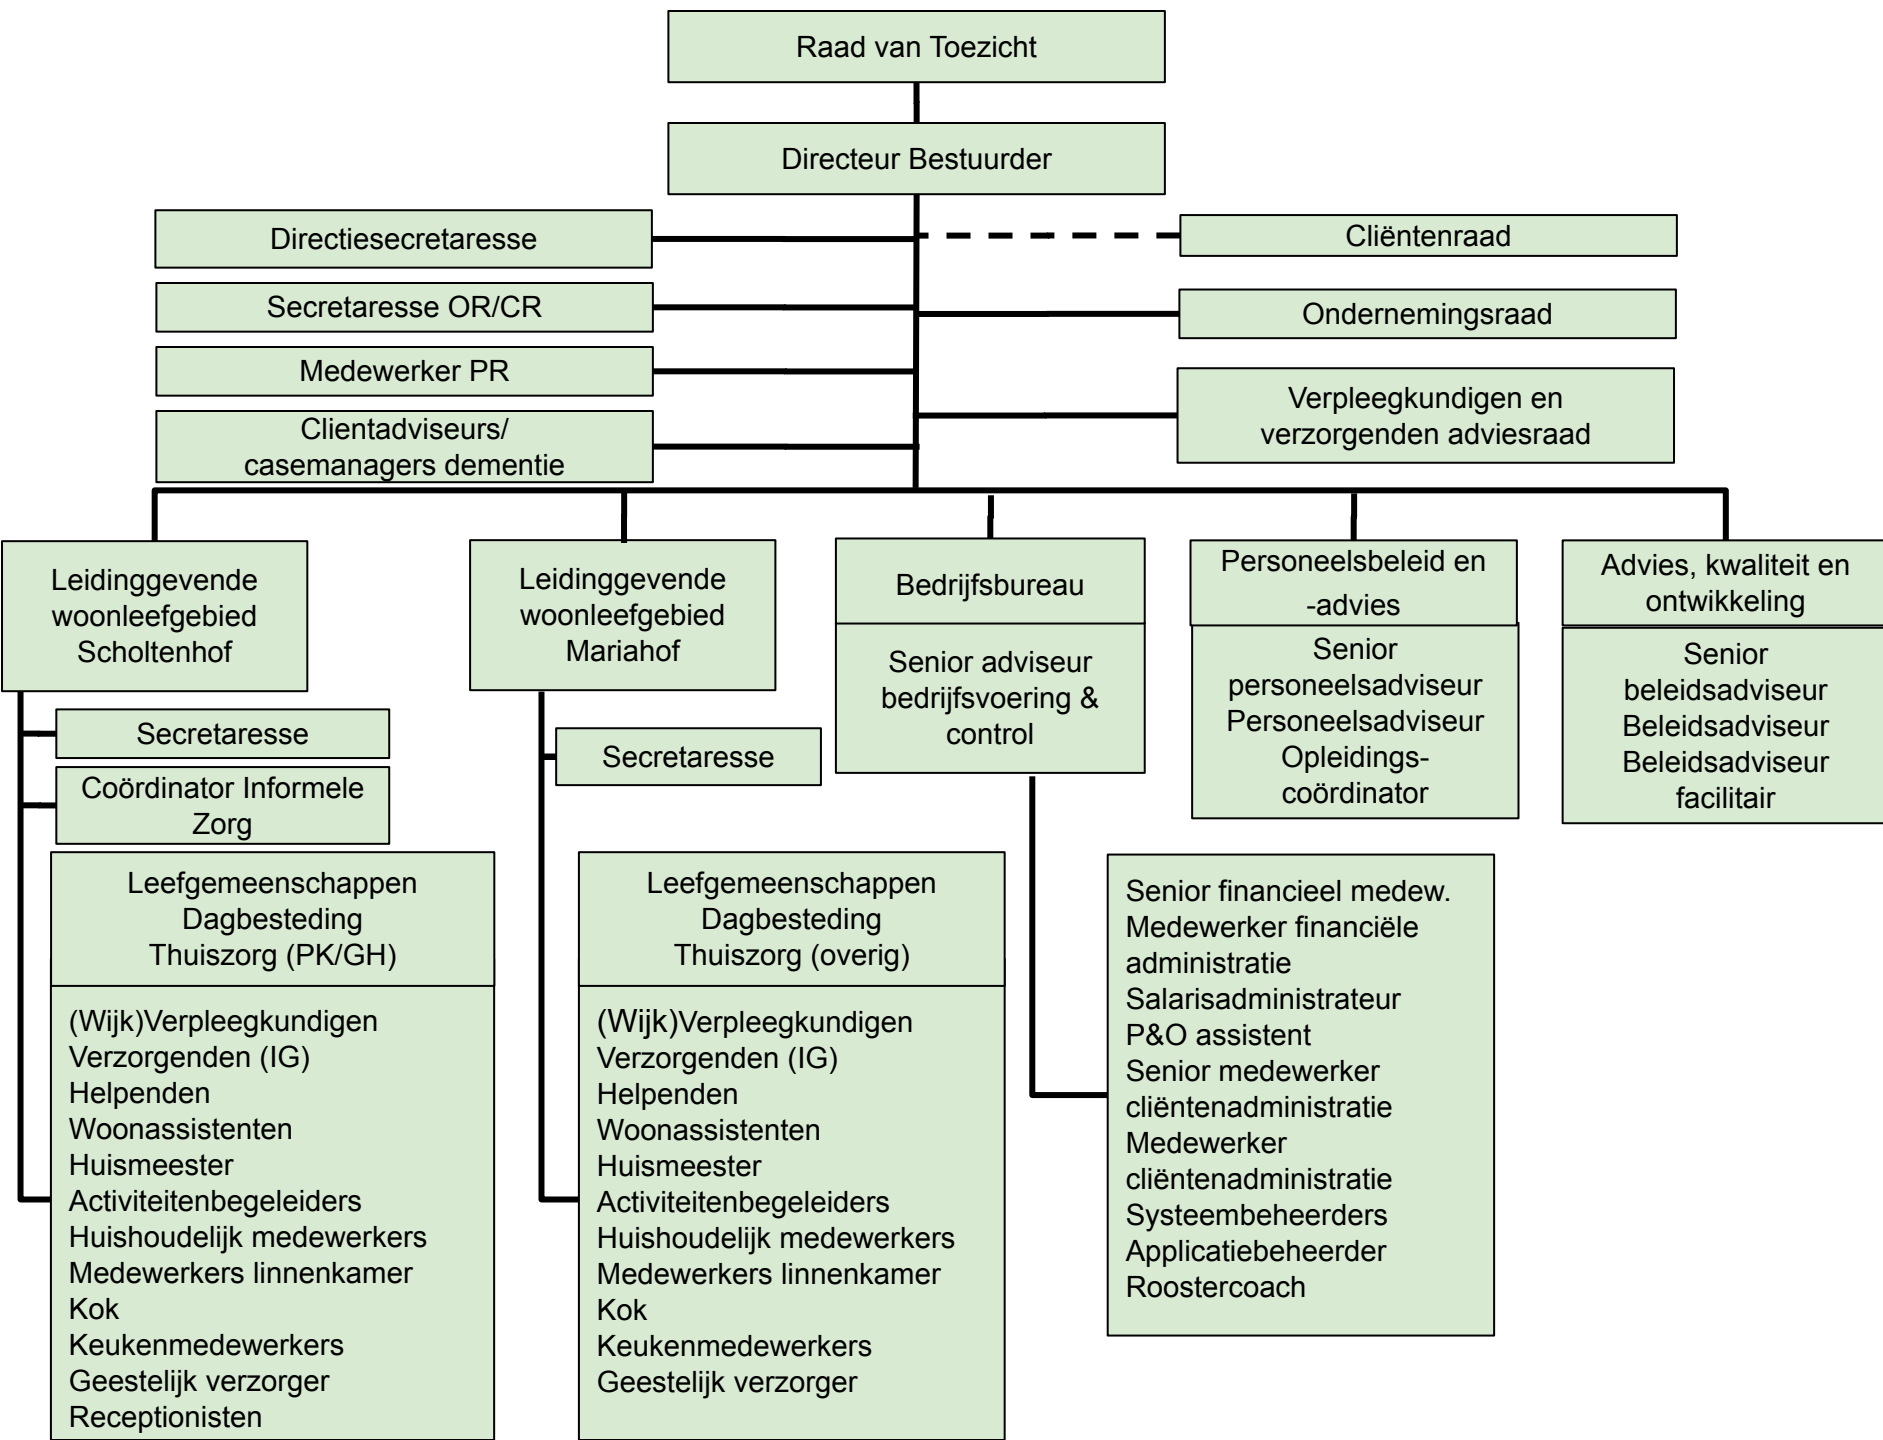 Raad van Toezicht
Directeur Bestuurder
Directiesecretaresse
Cliëntenraad
Secretaresse OR/CR
Ondernemingsraad
Medewerker PR
Verpleegkundigen en
verzorgenden adviesraad
Clientadviseurs/
casemanagers dementie
Leidinggevende
woonleefgebied
Scholtenhof
Leidinggevende
woonleefgebied
Mariahof
Bedrijfsbureau
Senior adviseur
bedrijfsvoering &
control
Personeelsbeleid en
-advies
Senior
personeelsadviseur
Personeelsadviseur
Opleidings-
coördinator
Advies, kwaliteit en
ontwikkeling
Senior
beleidsadviseur
Beleidsadviseur
Beleidsadviseur
facilitair
Secretaresse
Coördinator Informele
Zorg
Secretaresse
Leefgemeenschappen
Dagbesteding
Thuiszorg (PK/GH)
(Wijk)Verpleegkundigen
Verzorgenden (IG)
Helpenden
Woonassistenten
Huismeester
Activiteitenbegeleiders
Huishoudelijk medewerkers
Medewerkers linnenkamer
Kok
Keukenmedewerkers
Geestelijk verzorger
Receptionisten
Leefgemeenschappen
Dagbesteding
Thuiszorg (overig)
(Wijk)Verpleegkundigen
Verzorgenden (IG)
Helpenden
Woonassistenten
Huismeester
Activiteitenbegeleiders
Huishoudelijk medewerkers
Medewerkers linnenkamer
Kok
Keukenmedewerkers
Geestelijk verzorger
Senior financieel medew.
Medewerker financiële
administratie
Salarisadministrateur
P&O assistent
Senior medewerker
cliëntenadministratie
Medewerker
cliëntenadministratie
Systeembeheerders
Applicatiebeheerder
Roostercoach